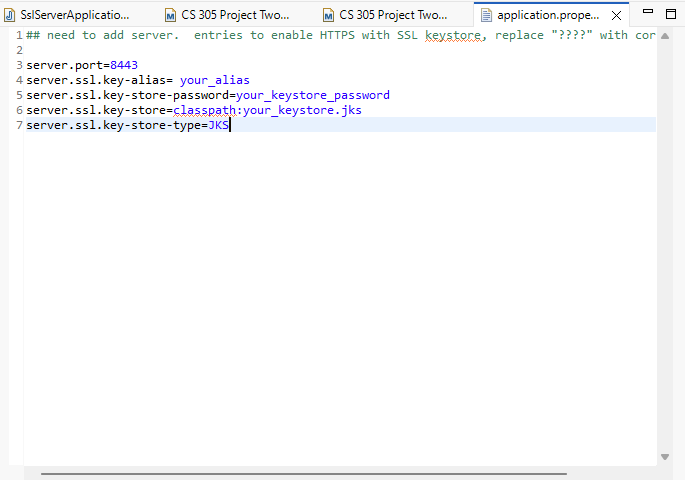 SslServerApplicatio... CS 305 Project Two... CS 305 Project Two... application.prope...
1 ## need to add server.  entries to enable HTTPS with SSL keystore, replace "????" with cor
2
3 server.port=8443
4 server.ssl.key-alias= your_alias
5 server.ssl.key-store-password=your_keystore_password
6 server.ssl.key-store=classpath:your_keystore.jks
7 server.ssl.key-store-type=JKS